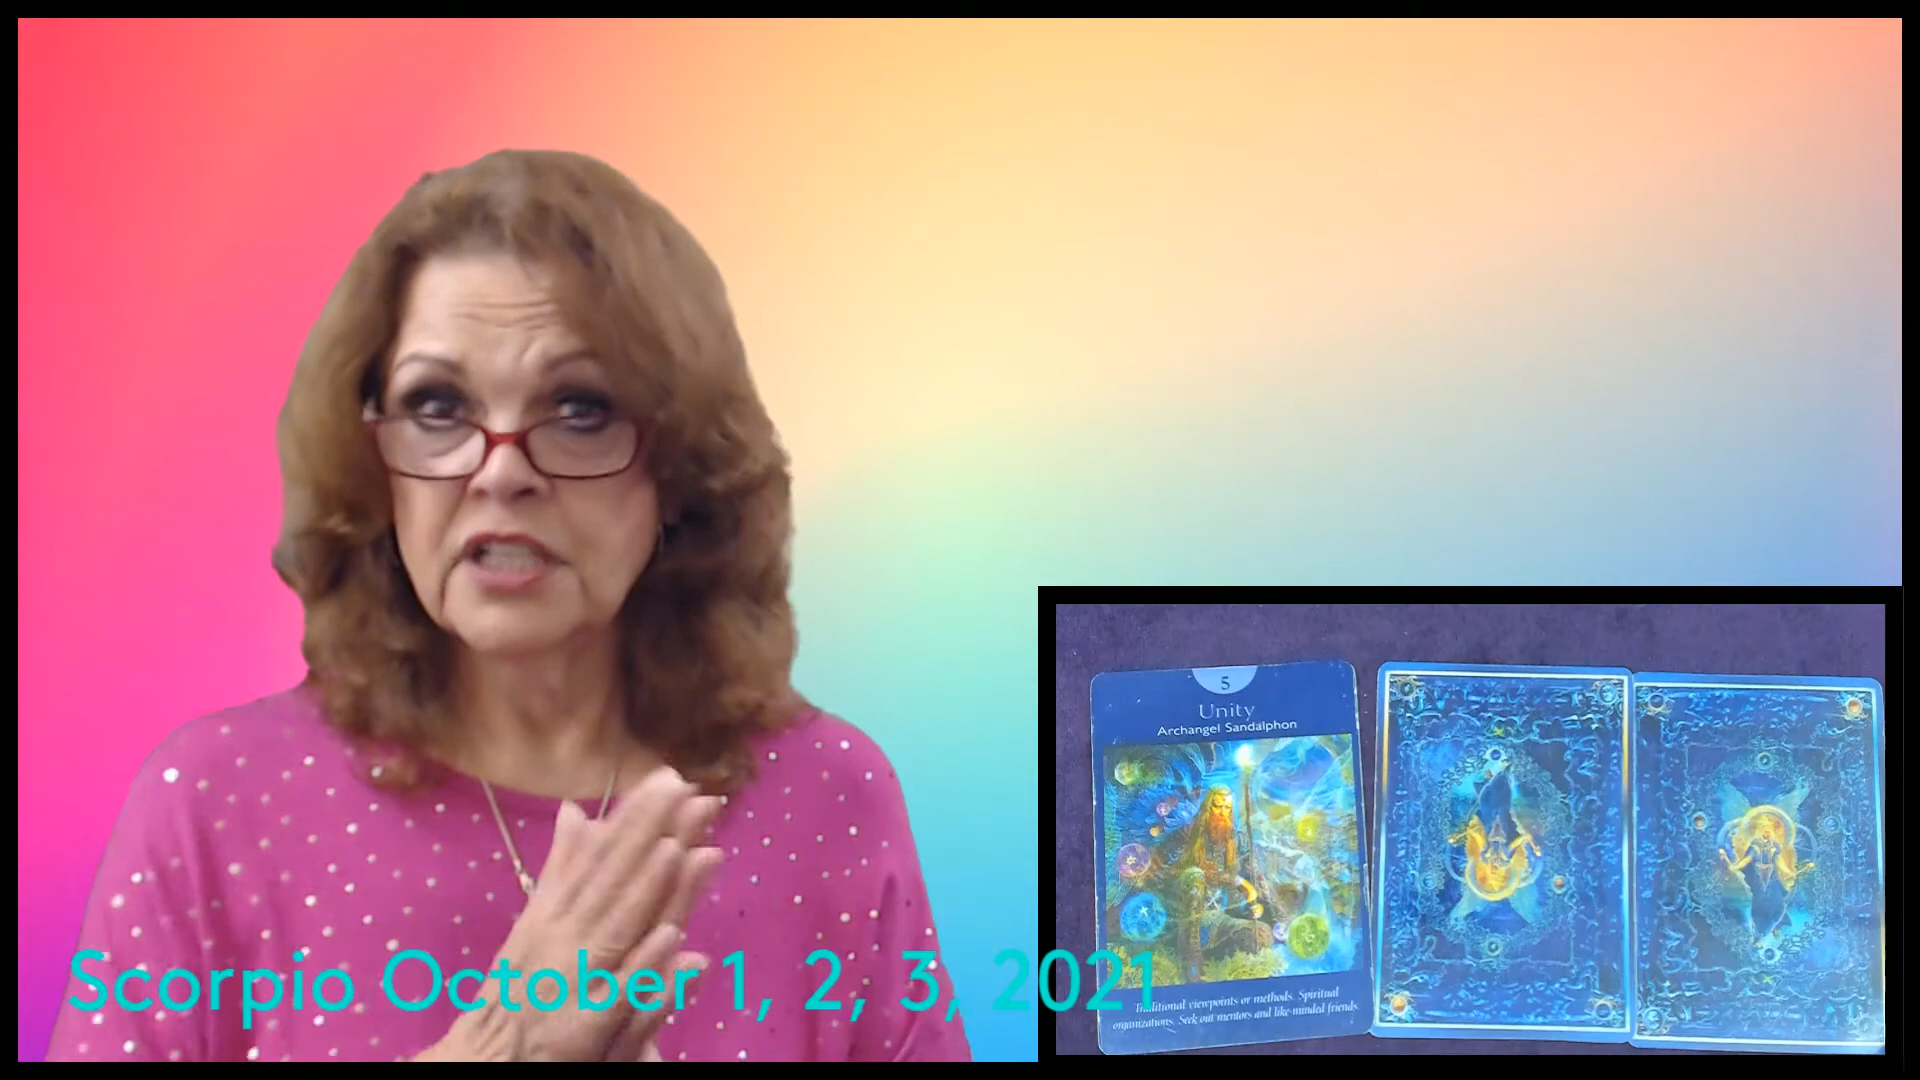 5
Unity
Archangel Sandalphon
Scorpio October 1, 2, 3, 2021
Traditional viewpoints or methods. Spiritual
organizations. Seek out mentors and like-minded friends.